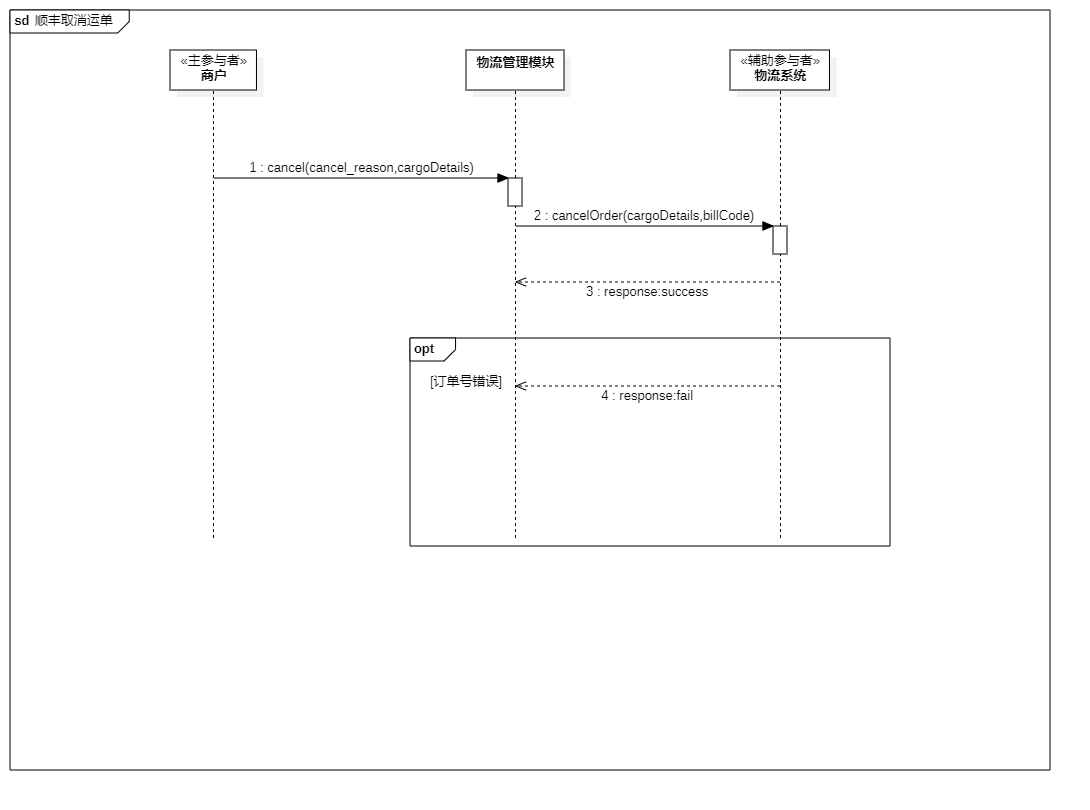 sd 顺丰取消运单
«主参与者»
商户
物流管理模块
«辅助参与者»
物流系统
1 : cancel(cancel_reason,cargoDetails)
2 : cancelOrder(cargoDetails,billCode)
3 : response:success
opt
[订单号错误]
4 : response:fail